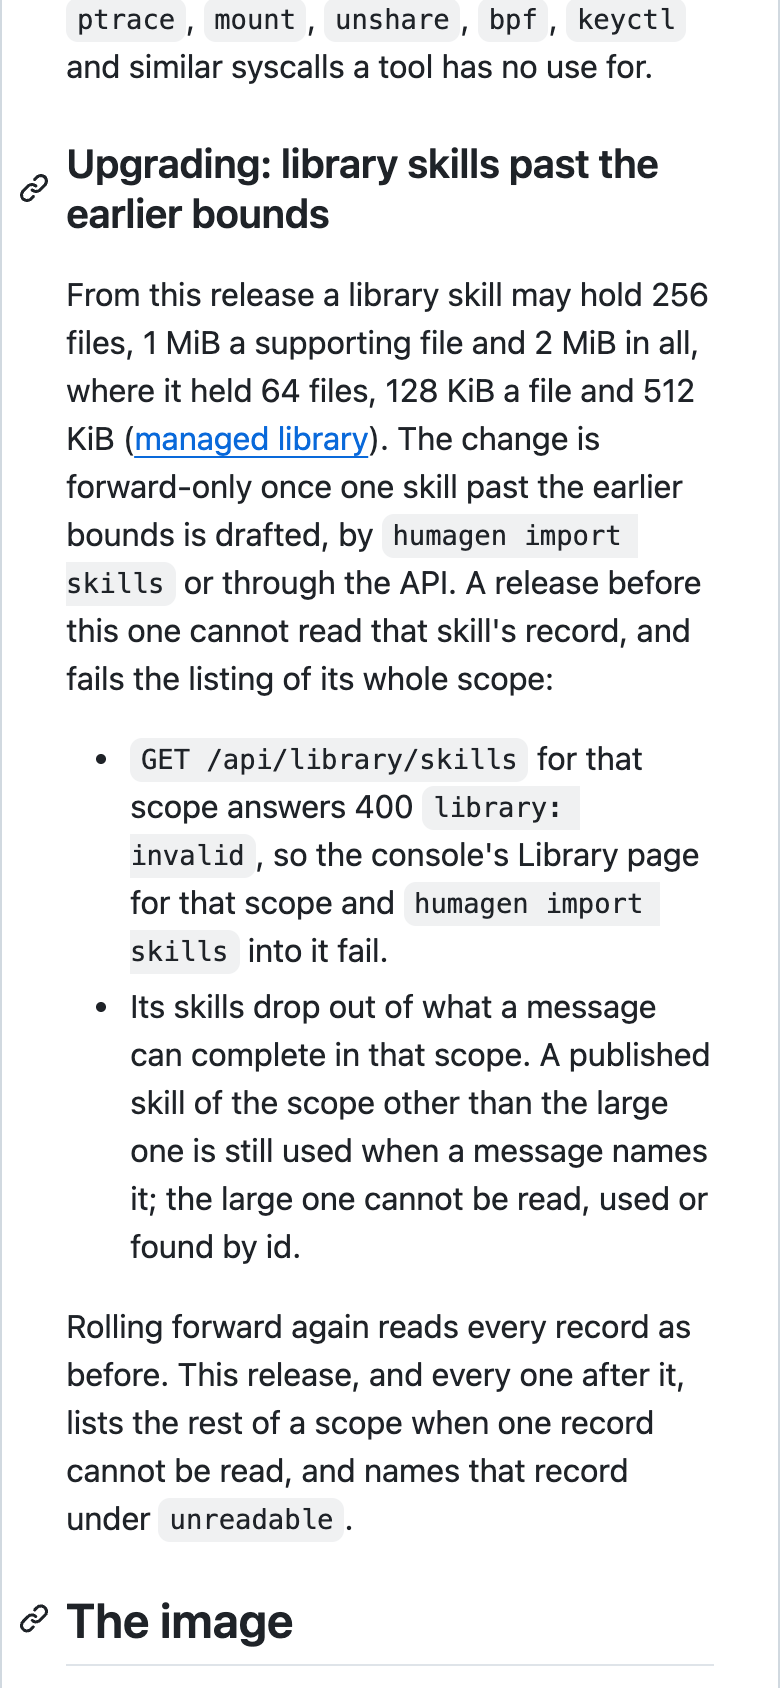 ptrace, mount, unshare, bpf, keyctl
and similar syscalls a tool has no use for.
Upgrading: library skills past the
earlier bounds
From this release a library skill may hold 256
files, 1 MiB a supporting file and 2 MiB in all,
where it held 64 files, 128 KiB a file and 512
KiB (managed library). The change is
forward-only once one skill past the earlier
bounds is drafted, by humagen import
skills or through the API. A release before
this one cannot read that skill's record, and
fails the listing of its whole scope:
• GET /api/library/skills for that
scope answers 400 library:
invalid, so the console's Library page
for that scope and humagen import
skills into it fail.
• Its skills drop out of what a message
can complete in that scope. A published
skill of the scope other than the large
one is still used when a message names
it; the large one cannot be read, used or
found by id.
Rolling forward again reads every record as
before. This release, and every one after it,
lists the rest of a scope when one record
cannot be read, and names that record
under unreadable.
The image